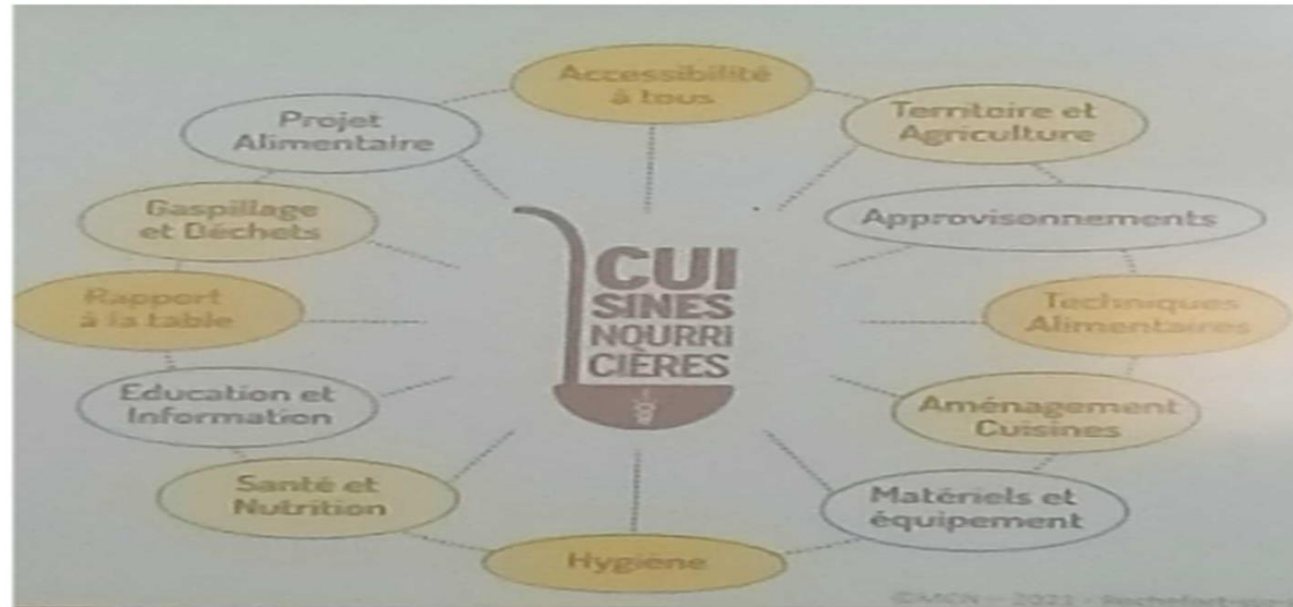 Accessibilité
à tous
Territoire et
Agriculture
Approvisonnements
Techniques
Alimentaires
Aménagement
Cuisines
Matériels et
équipement
Hygiène
Santé et
Nutrition
Education et
Information
Rapport
à la table
Gaspillage
et Déchets
Projet
Alimentaire
CUI
SINES
NOURRI
CIÈRES